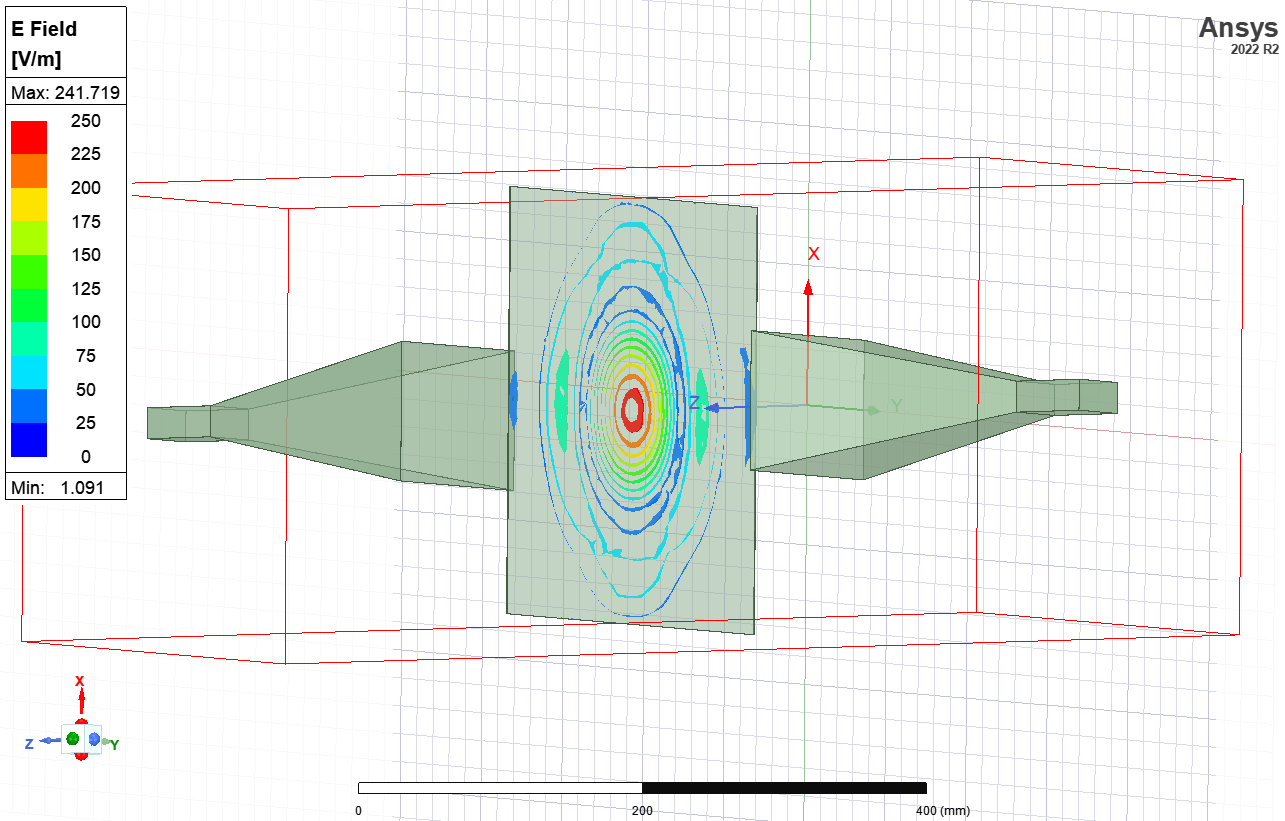 E Field
[V/m]
Max: 241.719
250
225
200
175
150
125
100
75
50
25
0
Min: 1.091
Ansys
2022 R2
X
Z
Y
X
Z
Y
0
200
400 (mm)